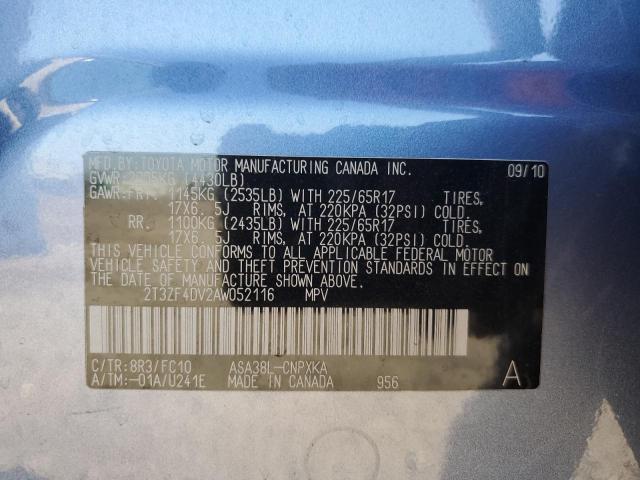 MFD. BY: TOYOTA MOTOR MANUFACTURING CANADA INC. 09/10
GVWR: KG (4430LB)
GAWR: FRT. 1145KG (2535LB) WITH 225/65R17 TIRES,
17X6. 5J RIMS, AT 220KPA (32PSI) COLD.
RR. 1100KG (2435LB) WITH 225/65R17 TIRES,
17X6. 5J RIMS, AT 220KPA (32PSI) COLD.
THIS VEHICLE CONFORMS TO ALL APPLICABLE FEDERAL MOTOR
VEHICLE SAFETY AND THEFT PREVENTION STANDARDS IN EFFECT ON
THE DATE OF MANUFACTURE SHOWN ABOVE.
2T3ZF4DV2AW052116 MPV
C/TR: 8R3/FC10 ASA38L-CNPXKA
A/TM: -01A/U241E MADE IN CANADA 956 A